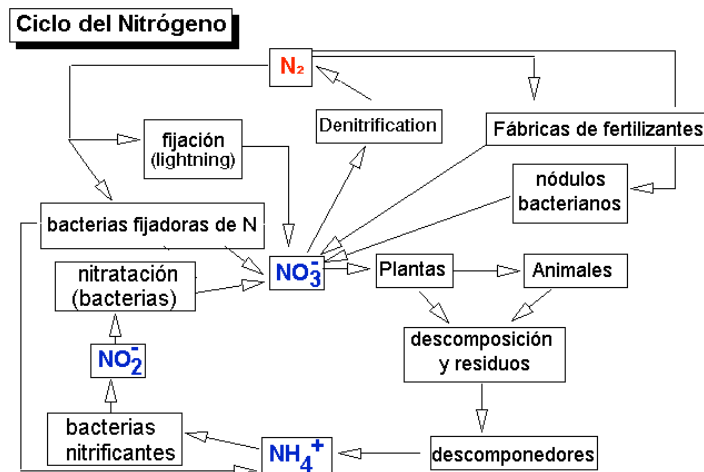 Ciclo del Nitrógeno
N₂
Denitrification
fijación
(lightning)
Fábricas de fertilizantes
nódulos
bacterianos
bacterias fijadoras de N
nitratación
(bacterias)
NO₃⁻
Plantas
Animales
descomposición
y residuos
NO₂⁻
bacterias
nitrificantes
NH₄⁺
descomponedores